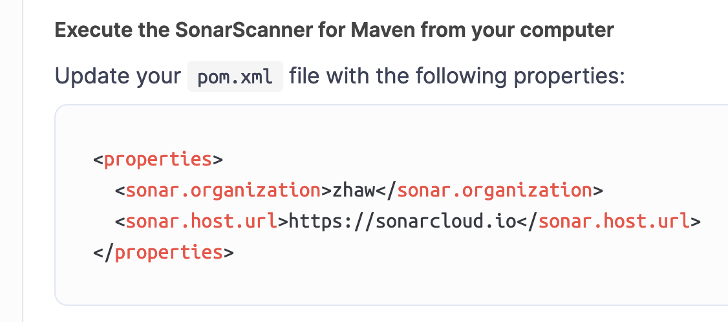 Execute the SonarScanner for Maven from your computer
Update your pom.xml file with the following properties:
<properties>
  <sonar.organization>zhaw</sonar.organization>
  <sonar.host.url>https://sonarcloud.io</sonar.host.url>
</properties>